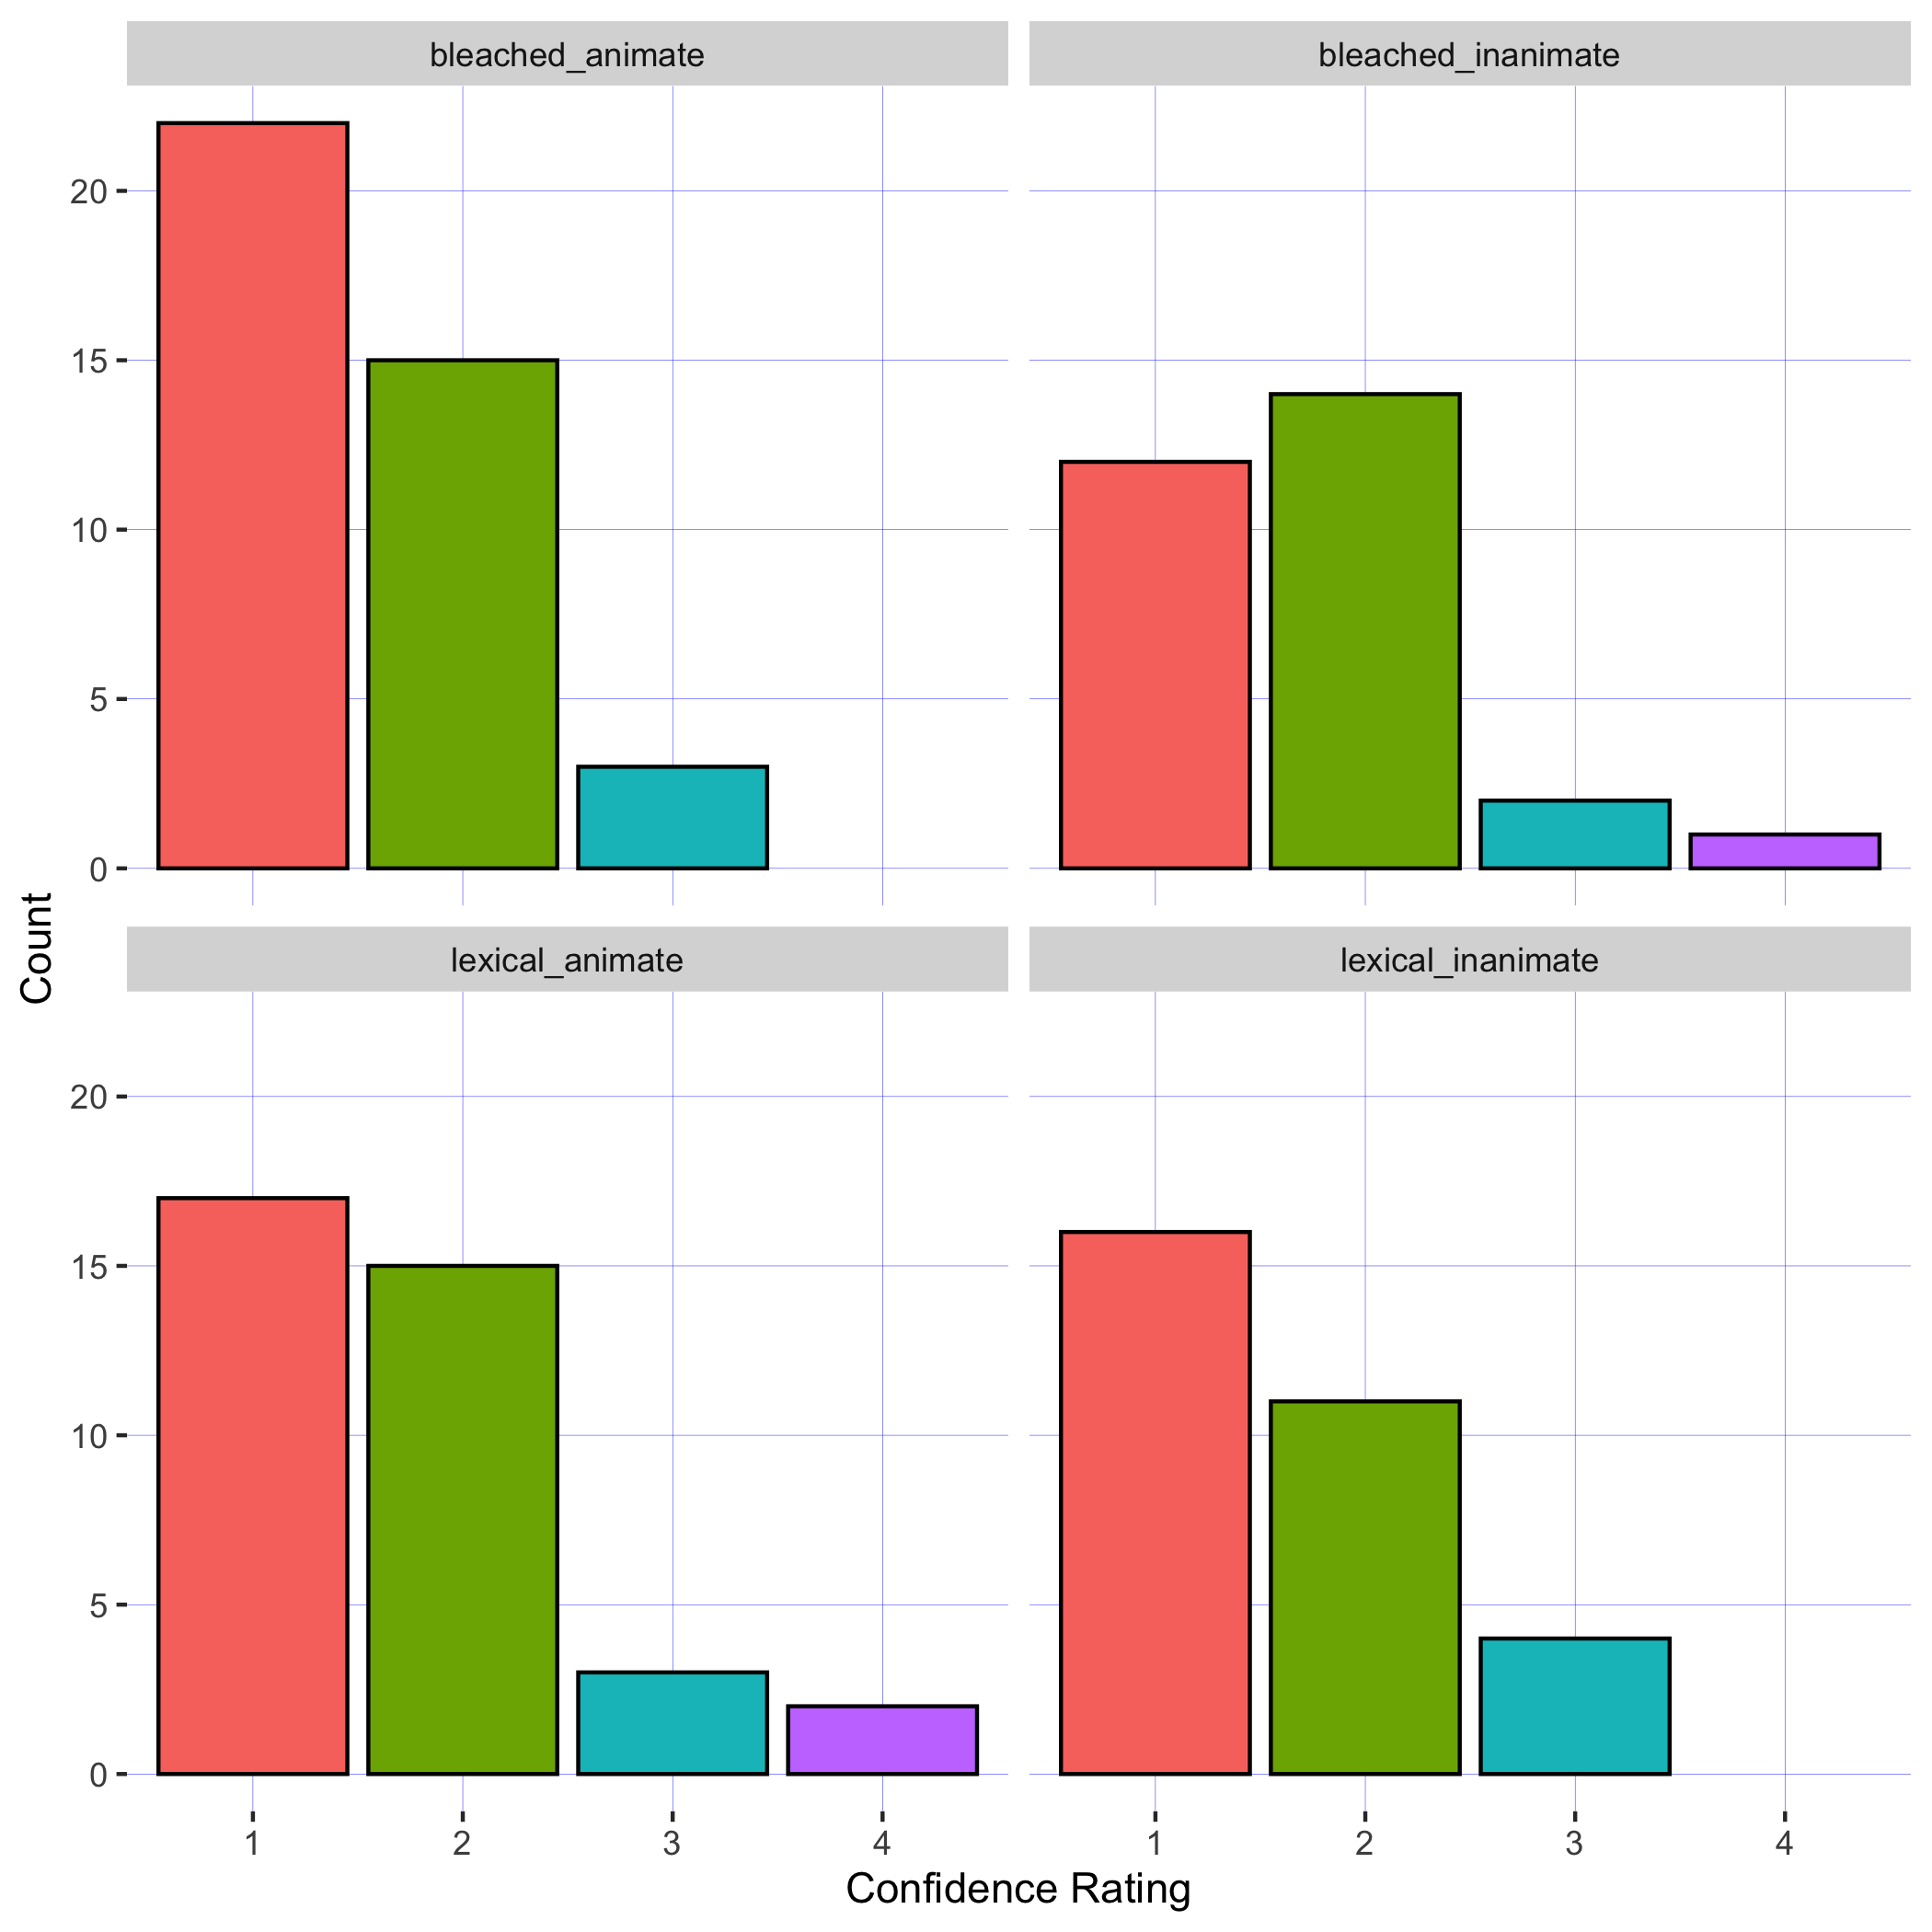 bleached_animate
bleached_inanimate
20
15
10
5
0
lexical_animate
lexical_inanimate
20
15
10
5
0
1 2 3 4
1 2 3 4
Confidence Rating
Count